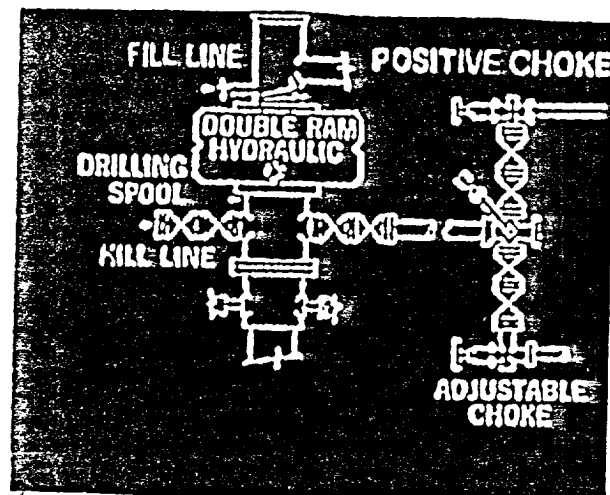 FILL LINE
POSITIVE CHOKE
DOUBLE RAM
HYDRAULIC
DRILLING
SPOOL
KILL LINE
ADJUSTABLE
CHOKE